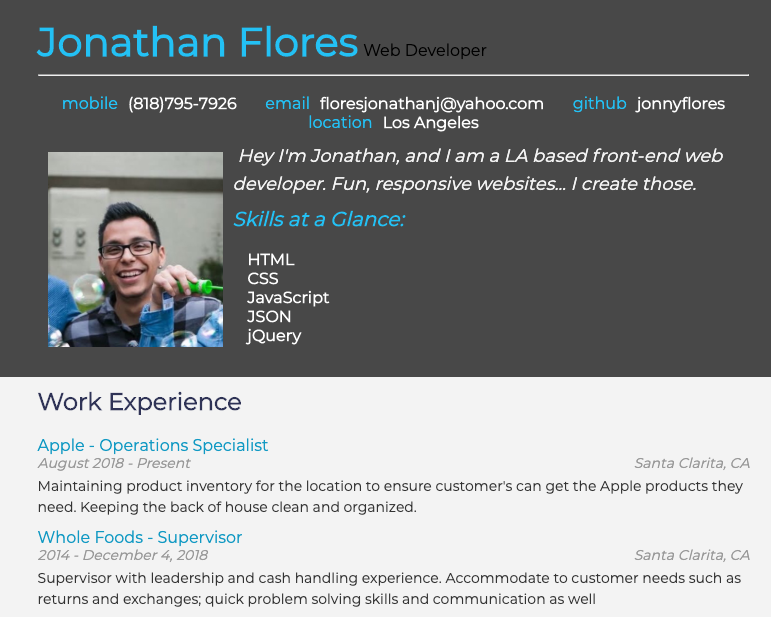 Jonathan Flores Web Developer
mobile (818)795-7926 email floresjonathanj@yahoo.com github jonnyflores
location Los Angeles
Hey I'm Jonathan, and I am a LA based front-end web
developer. Fun, responsive websites... I create those.
Skills at a Glance:
HTML
CSS
JavaScript
JSON
jQuery
Work Experience
Apple - Operations Specialist
August 2018 - Present Santa Clarita, CA
Maintaining product inventory for the location to ensure customer's can get the Apple products they
need. Keeping the back of house clean and organized.
Whole Foods - Supervisor
2014 - December 4, 2018 Santa Clarita, CA
Supervisor with leadership and cash handling experience. Accommodate to customer needs such as
returns and exchanges; quick problem solving skills and communication as well